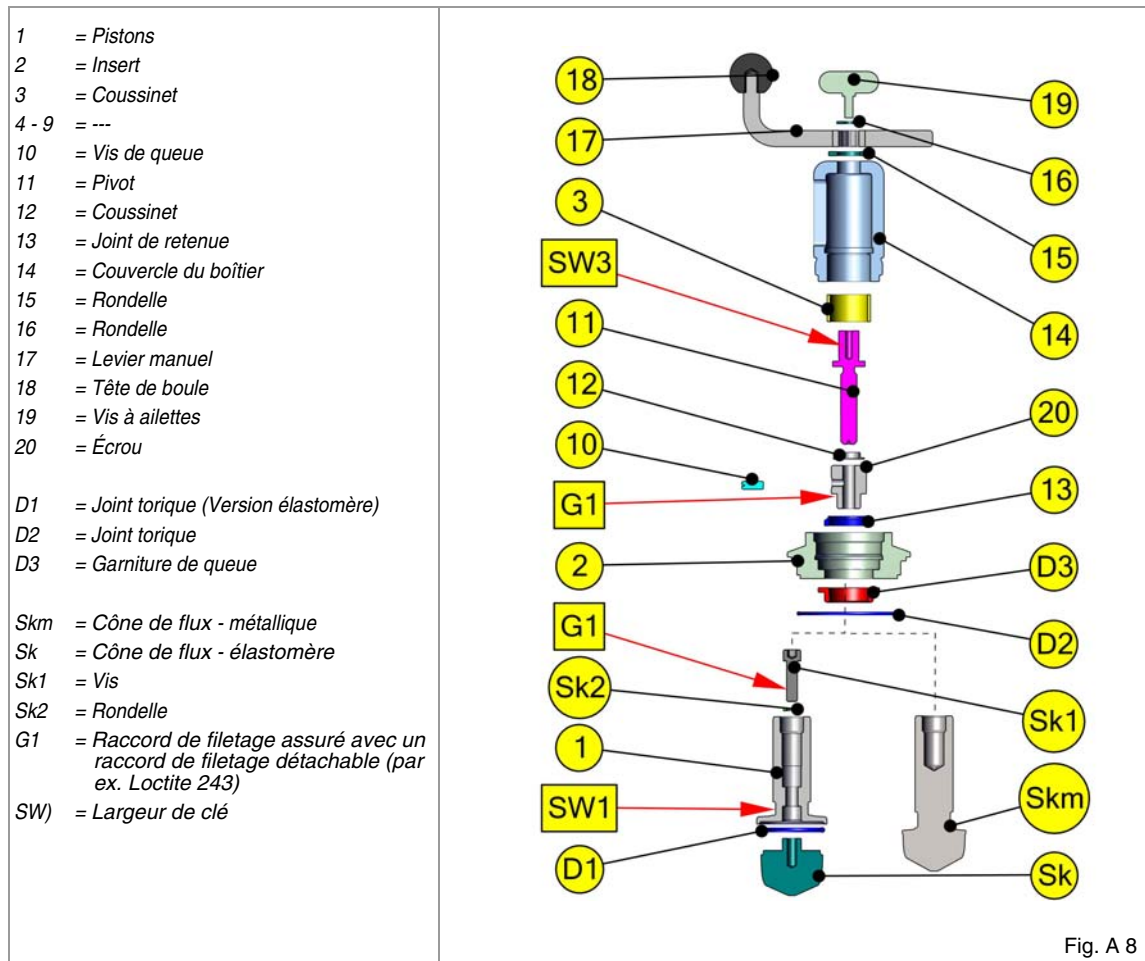 1 = Pistons
2 = Insert
3 = Coussinet
4 - 9 = ---
10 = Vis de queue
11 = Pivot
12 = Coussinet
13 = Joint de retenue
14 = Couvercle du boîtier
15 = Rondelle
16 = Rondelle
17 = Levier manuel
18 = Tête de boule
19 = Vis à ailettes
20 = Écrou
D1 = Joint torique (Version élastomère)
D2 = Joint torique
D3 = Garniture de queue
Skm = Cône de flux - métallique
Sk = Cône de flux - élastomère
Sk1 = Vis
Sk2 = Rondelle
G1 = Raccord de filetage assuré avec un
raccord de filetage détachable (par
ex. Loctite 243)
SW) = Largeur de clé
18
19
17
16
3
15
SW3
14
11
12
20
10
13
G1
2
D3
G1
D2
Sk2
Sk1
1
Skm
SW1
D1
Sk
Fig. A 8